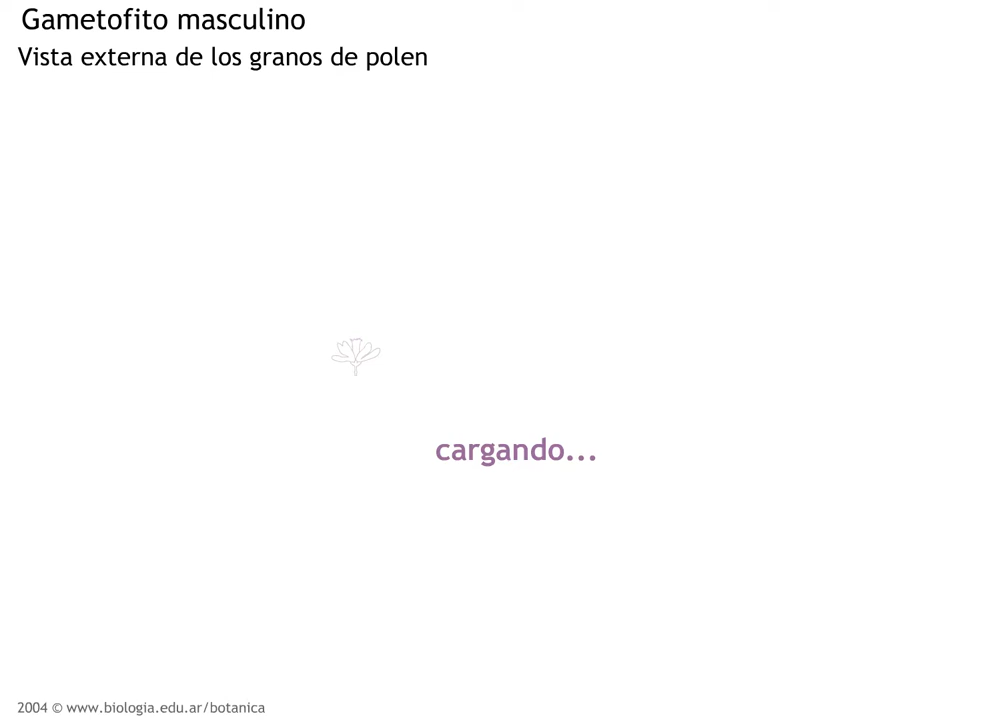 Gametofito masculino
Vista externa de los granos de polen
cargando...
2004 © www.biologia.edu.ar/botanica